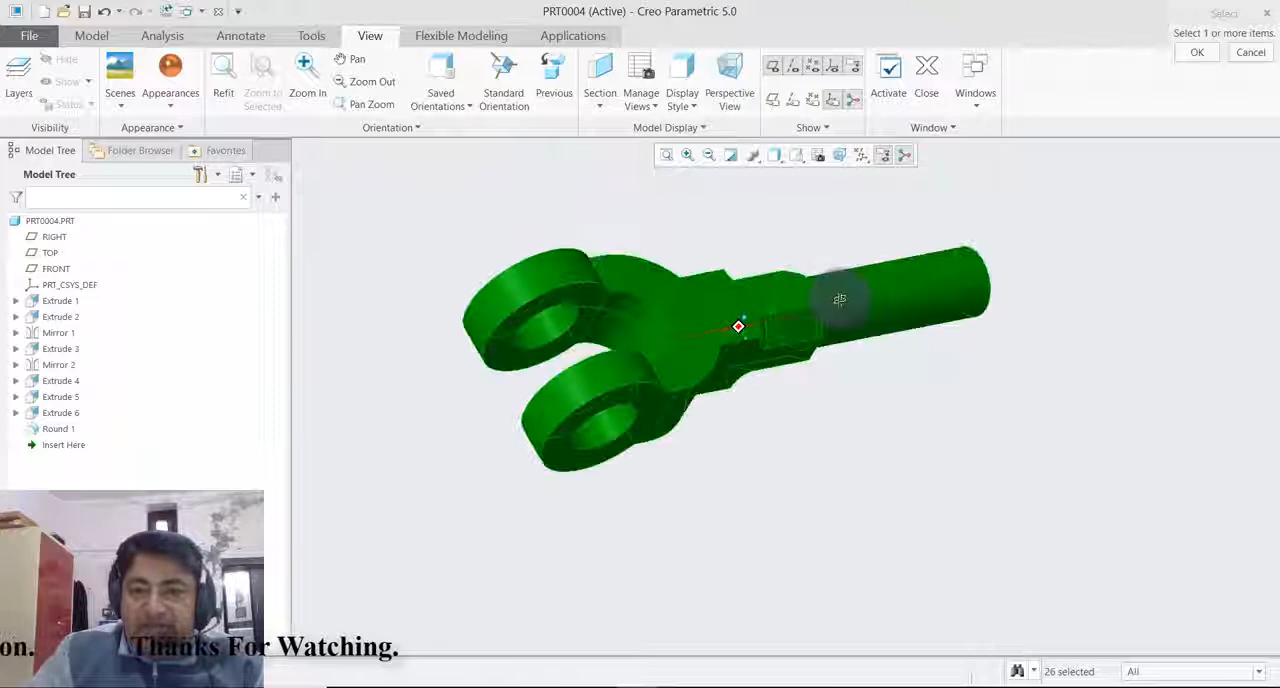 PRT0004 (Active) - Creo Parametric 5.0
Select
Select 1 or more items.
OK
Cancel
File
Model
Analysis
Annotate
Tools
View
Flexible Modeling
Applications
Layers
Hide
Show
Status
Visibility
Scenes
Appearances
Appearance
Refit
Zoom to Selected
Zoom In
Pan
Zoom Out
Pan Zoom
Saved Orientations
Standard Orientation
Previous
Orientation
Section
Manage Views
Display Style
Perspective View
Model Display
Show
Activate
Close
Windows
Window
Model Tree
Folder Browser
Favorites
Model Tree
PRT0004.PRT
RIGHT
TOP
FRONT
PRT_CSYS_DEF
Extrude 1
Extrude 2
Mirror 1
Extrude 3
Mirror 2
Extrude 4
Extrude 5
Extrude 6
Round 1
Insert Here
on. Thanks For Watching.
26 selected
All